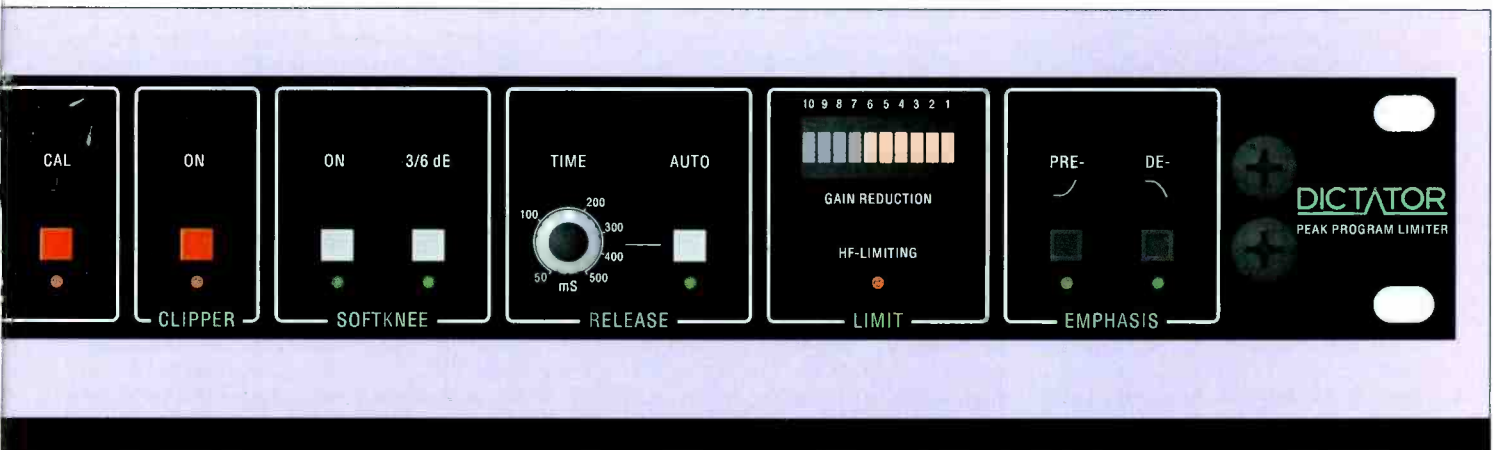 CAL
ON
CLIPPER
ON 3/6 dE
SOFTKNEE
TIME AUTO
50 100 200 300 400 500
mS
RELEASE
10 9 8 7 6 5 4 3 2 1
GAIN REDUCTION
HF-LIMITING
LIMIT
PRE- DE-
EMPHASIS
DICTATOR
PEAK PROGRAM LIMITER